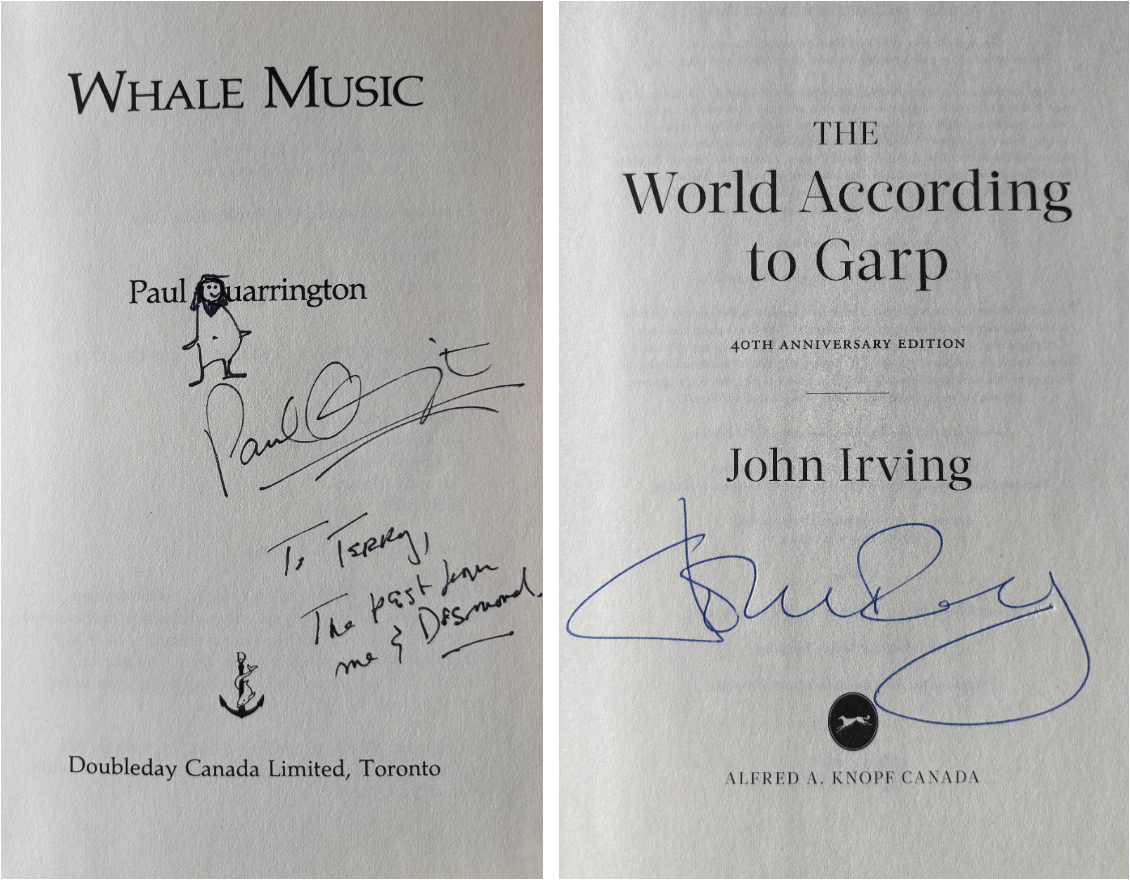 WHALE MUSIC
Paul Quarrington
Paul Q
To Terry,
The past from
me & Desmond.
D
Doubleday Canada Limited, Toronto
THE
World According
to Garp
40TH ANNIVERSARY EDITION
John Irving
ALFRED A. KNOPF CANADA